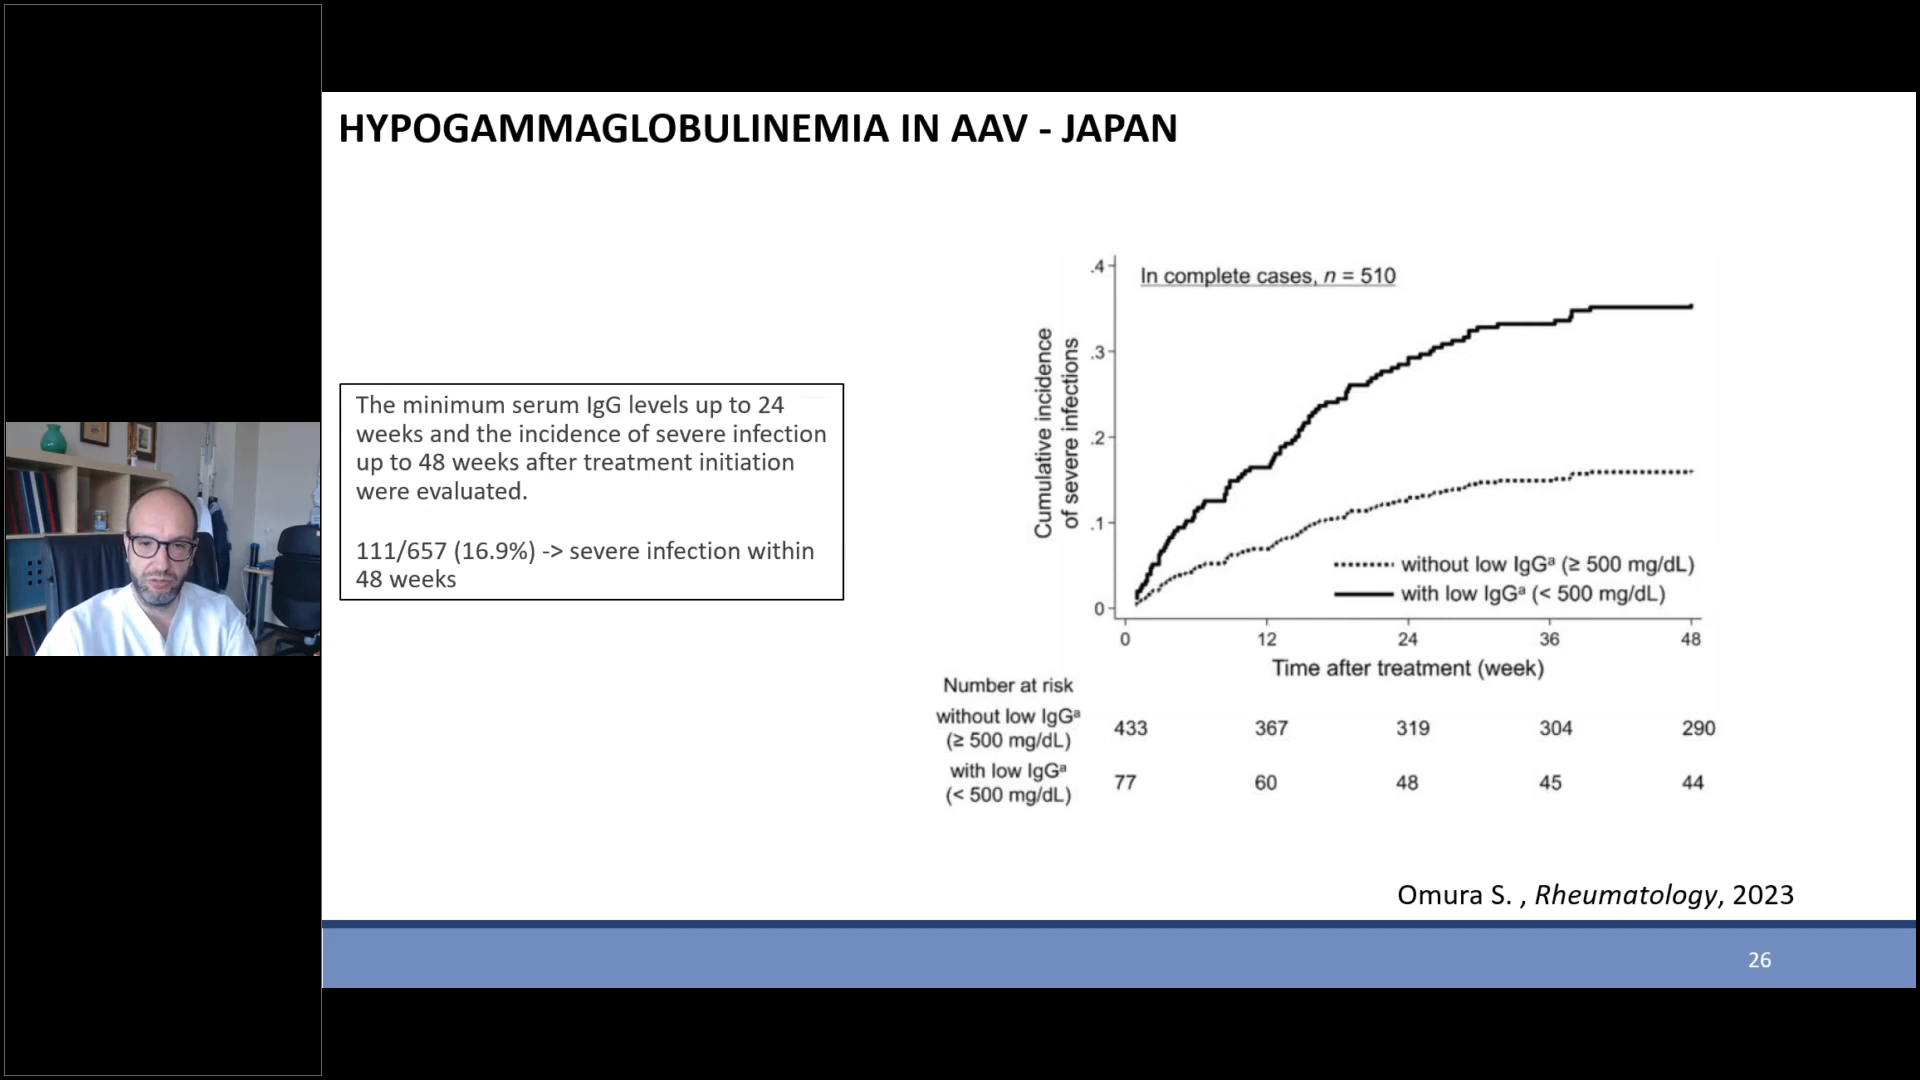 HYPOGAMMAGLOBULINEMIA IN AAV - JAPAN
The minimum serum IgG levels up to 24
weeks and the incidence of severe infection
up to 48 weeks after treatment initiation
were evaluated.
111/657 (16.9%) -> severe infection within
48 weeks
In complete cases, n = 510
Cumulative incidence
of severe infections
.4
.3
.2
.1
0
without low IgGᵃ (≥ 500 mg/dL)
with low IgGᵃ (< 500 mg/dL)
0 12 24 36 48
Time after treatment (week)
Number at risk
without low IgGᵃ
(≥ 500 mg/dL)
433 367 319 304 290
with low IgGᵃ
(< 500 mg/dL)
77 60 48 45 44
Omura S. , Rheumatology, 2023
26